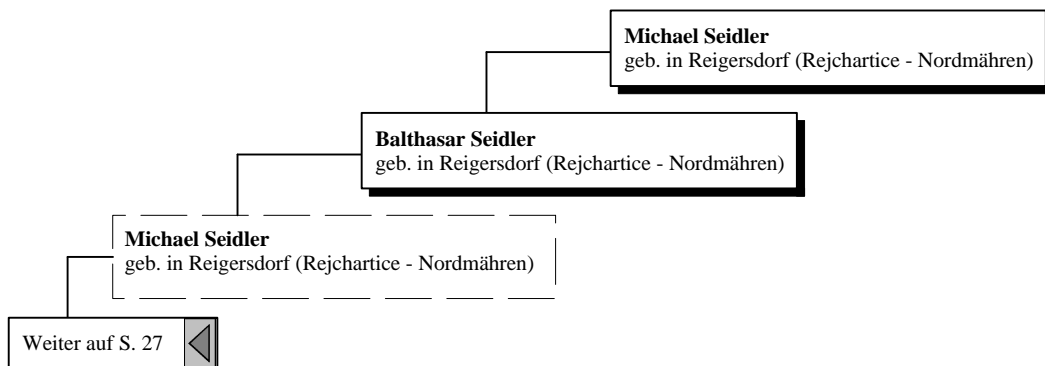 Michael Seidler
geb. in Reigersdorf (Rejchartice - Nordmähren)
Balthasar Seidler
geb. in Reigersdorf (Rejchartice - Nordmähren)
Michael Seidler
geb. in Reigersdorf (Rejchartice - Nordmähren)
Weiter auf S. 27